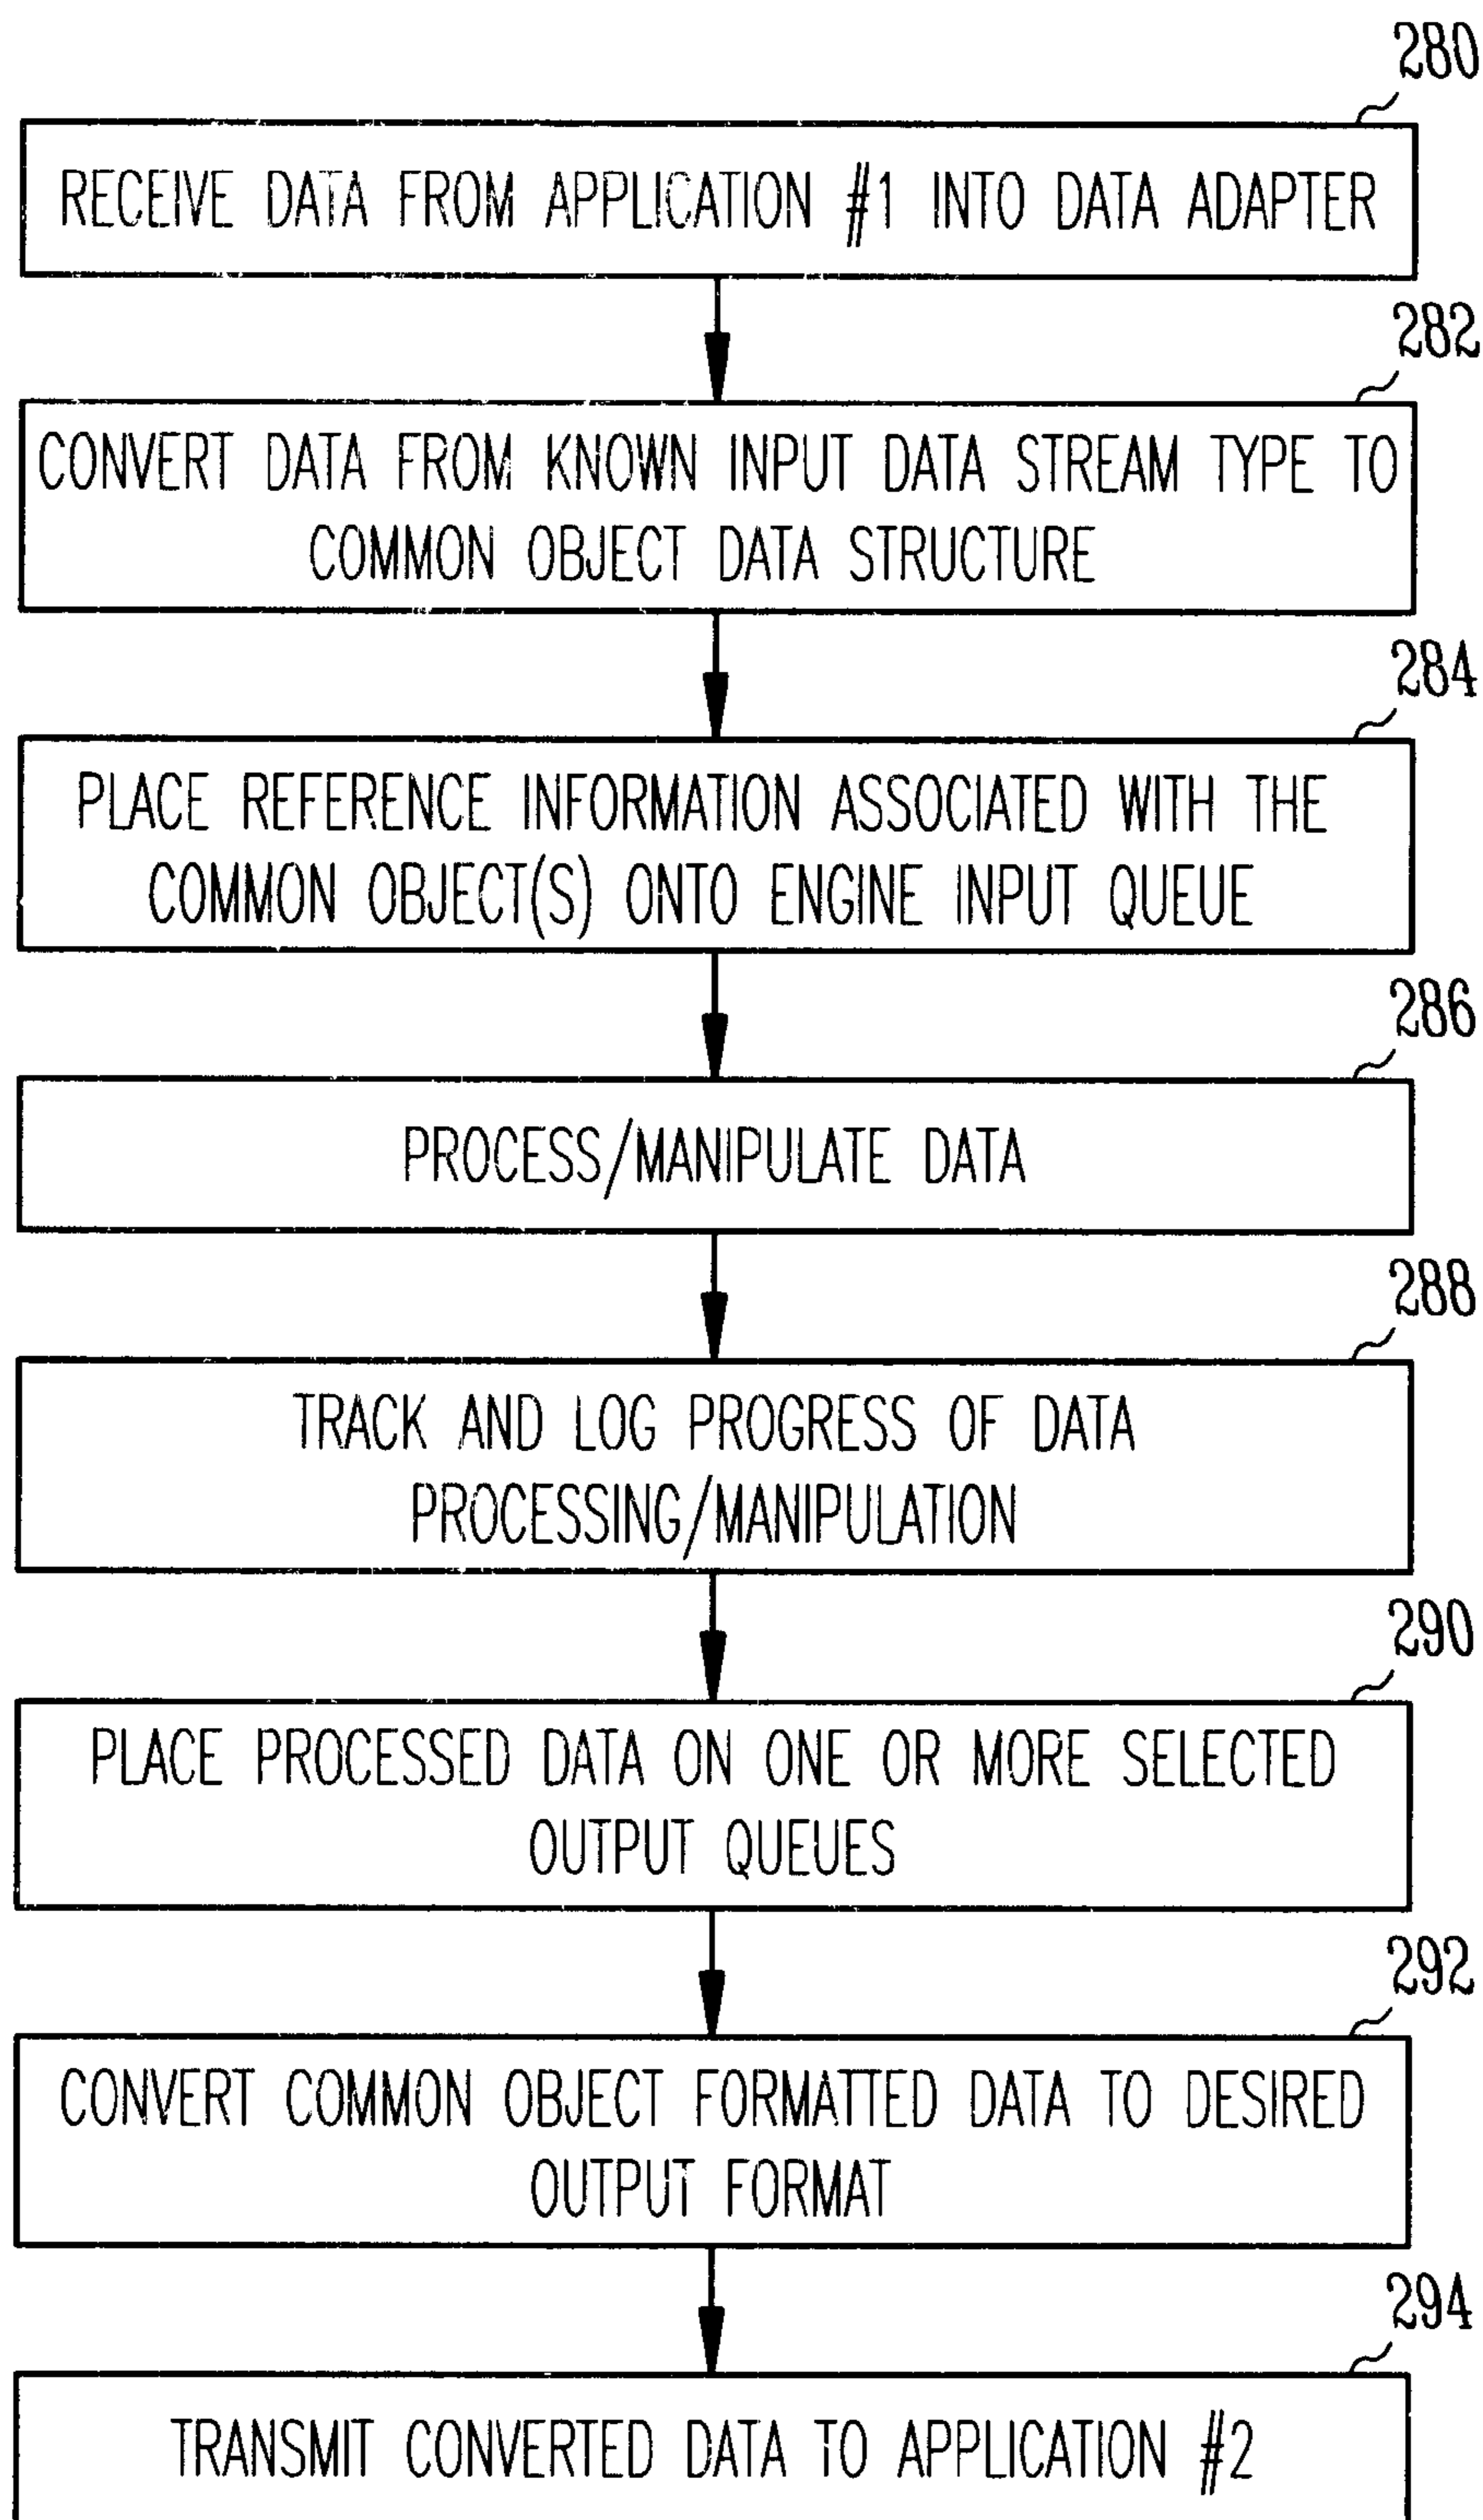 280
RECEIVE DATA FROM APPLICATION #1 INTO DATA ADAPTER
282
CONVERT DATA FROM KNOWN INPUT DATA STREAM TYPE TO
COMMON OBJECT DATA STRUCTURE
284
PLACE REFERENCE INFORMATION ASSOCIATED WITH THE
COMMON OBJECT(S) ONTO ENGINE INPUT QUEUE
286
PROCESS/MANIPULATE DATA
288
TRACK AND LOG PROGRESS OF DATA
PROCESSING/MANIPULATION
290
PLACE PROCESSED DATA ON ONE OR MORE SELECTED
OUTPUT QUEUES
292
CONVERT COMMON OBJECT FORMATTED DATA TO DESIRED
OUTPUT FORMAT
294
TRANSMIT CONVERTED DATA TO APPLICATION #2